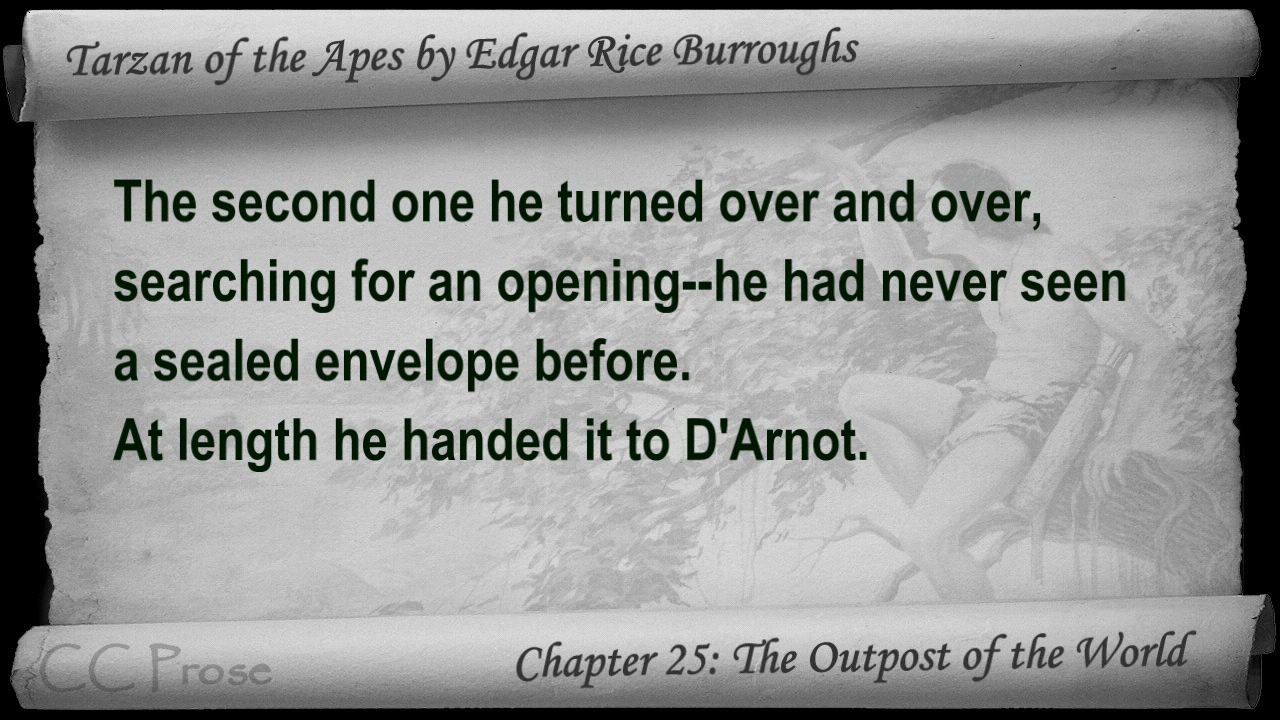 Tarzan of the Apes by Edgar Rice Burroughs
The second one he turned over and over,
searching for an opening--he had never seen
a sealed envelope before.
At length he handed it to D'Arnot.
CC Prose
Chapter 25: The Outpost of the World